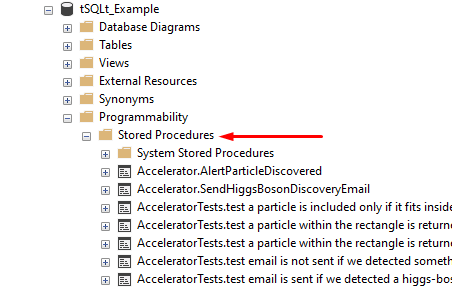 tSQLt_Example
Database Diagrams
Tables
Views
External Resources
Synonyms
Programmability
Stored Procedures
System Stored Procedures
Accelerator.AlertParticleDiscovered
Accelerator.SendHiggsBosonDiscoveryEmail
AcceleratorTests.test a particle is included only if it fits inside
AcceleratorTests.test a particle within the rectangle is returne
AcceleratorTests.test a particle within the rectangle is returne
AcceleratorTests.test email is not sent if we detected someth
AcceleratorTests.test email is sent if we detected a higgs-bos